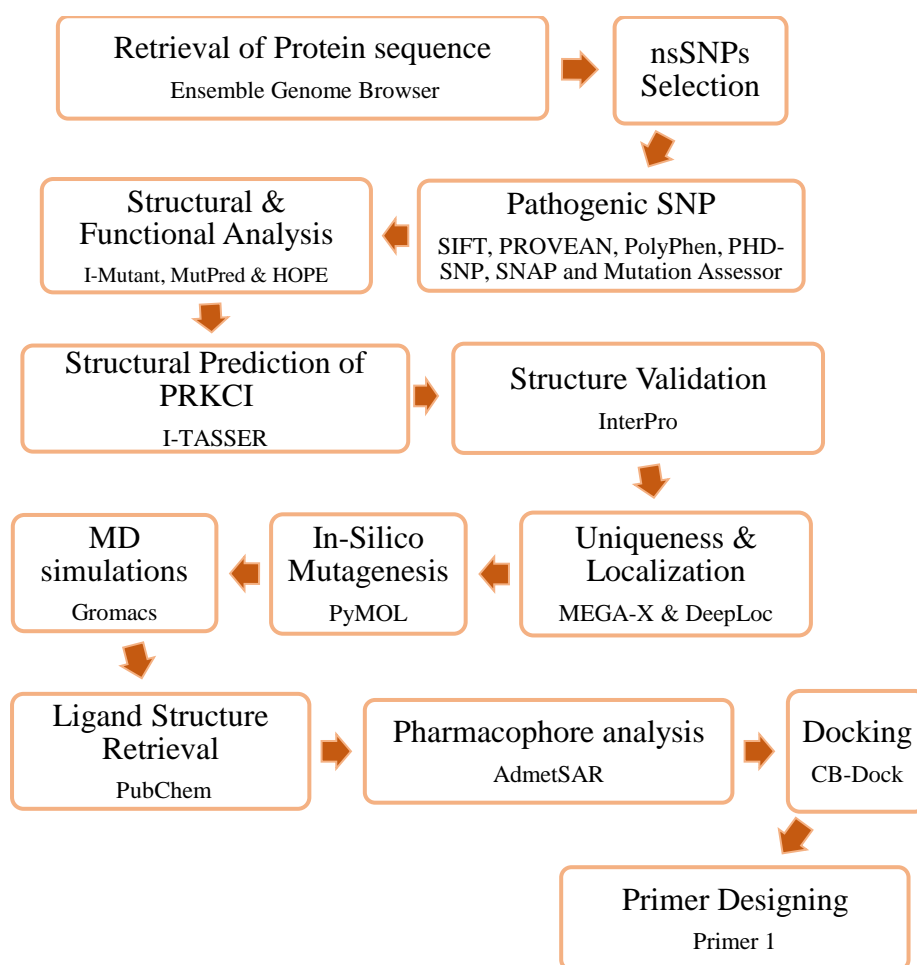 Retrieval of Protein sequence
Ensemble Genome Browser
nsSNPs
Selection
Pathogenic SNP
SIFT, PROVEAN, PolyPhen, PHD-
SNP, SNAP and Mutation Assessor
Structural &
Functional Analysis
I-Mutant, MutPred & HOPE
Structural Prediction of
PRKCI
I-TASSER
Structure Validation
InterPro
Uniqueness &
Localization
MEGA-X & DeepLoc
In-Silico
Mutagenesis
PyMOL
MD
simulations
Gromacs
Ligand Structure
Retrieval
PubChem
Pharmacophore analysis
AdmetSAR
Docking
CB-Dock
Primer Designing
Primer 1